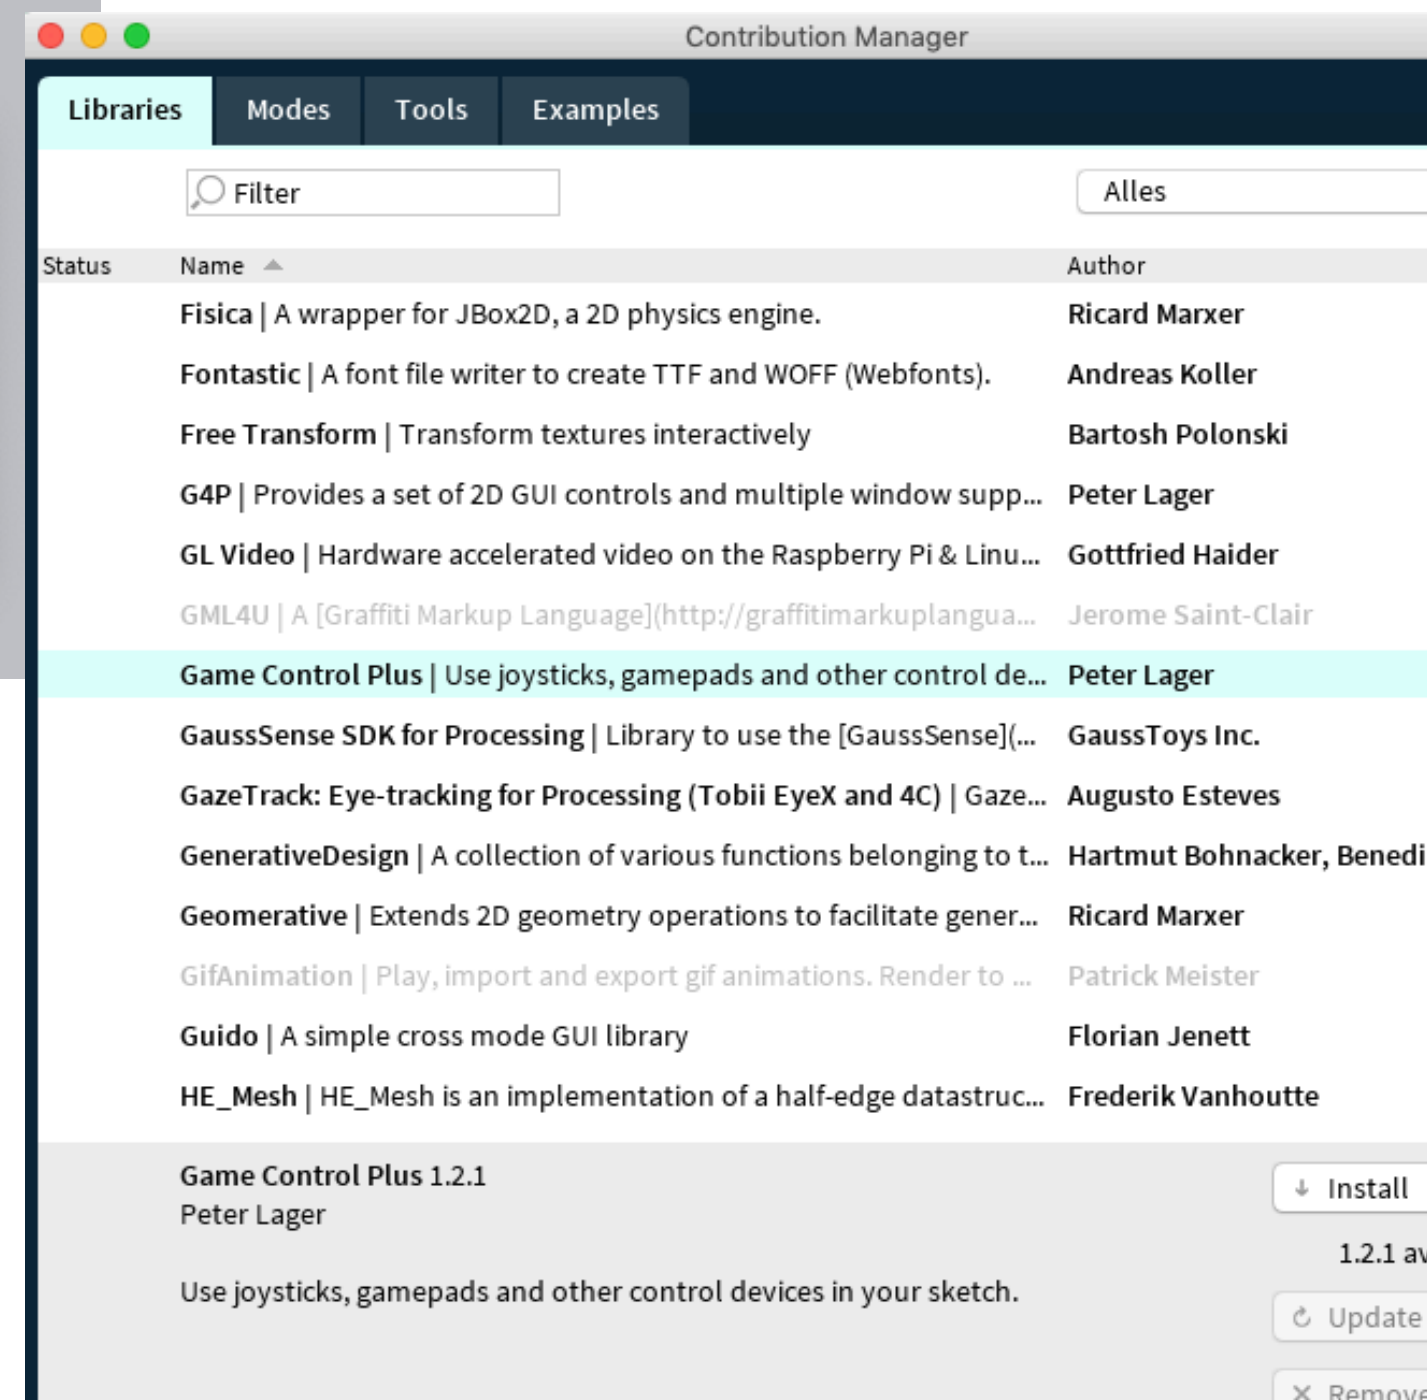 Contribution Manager
Libraries Modes Tools Examples
Filter Alles
Status Name Author
Fisica | A wrapper for JBox2D, a 2D physics engine. Ricard Marxer
Fontastic | A font file writer to create TTF and WOFF (Webfonts). Andreas Koller
Free Transform | Transform textures interactively Bartosh Polonski
G4P | Provides a set of 2D GUI controls and multiple window supp... Peter Lager
GL Video | Hardware accelerated video on the Raspberry Pi & Linu... Gottfried Haider
GML4U | A [Graffiti Markup Language](http://graffitimarkuplangua... Jerome Saint-Clair
Game Control Plus | Use joysticks, gamepads and other control de... Peter Lager
GaussSense SDK for Processing | Library to use the [GaussSense](... GaussToys Inc.
GazeTrack: Eye-tracking for Processing (Tobii EyeX and 4C) | Gaze... Augusto Esteves
GenerativeDesign | A collection of various functions belonging to t... Hartmut Bohnacker, Benedi
Geomerative | Extends 2D geometry operations to facilitate gener... Ricard Marxer
GifAnimation | Play, import and export gif animations. Render to ... Patrick Meister
Guido | A simple cross mode GUI library Florian Jenett
HE_Mesh | HE_Mesh is an implementation of a half-edge datastruc... Frederik Vanhoutte
Game Control Plus 1.2.1
Install
Peter Lager
1.2.1 av
Use joysticks, gamepads and other control devices in your sketch.
Update
Remove